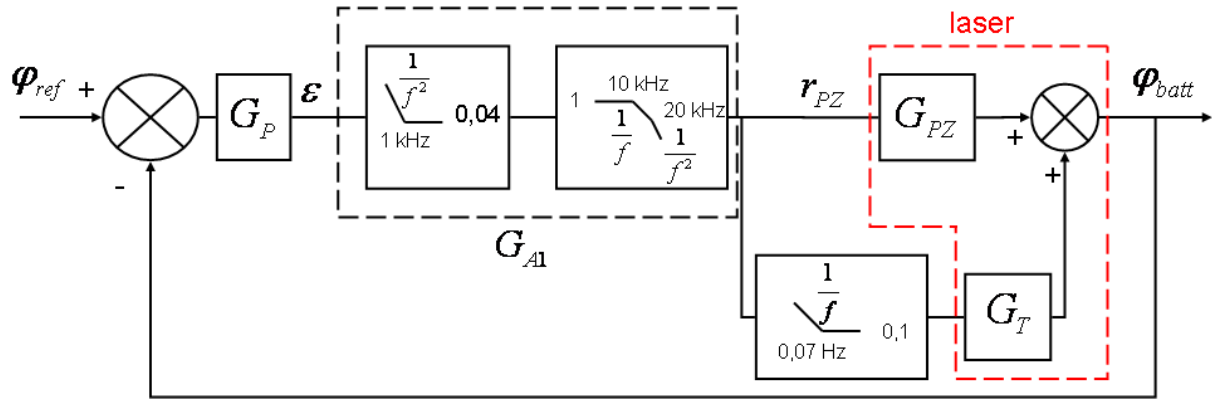 laser
φref + GP ε 1/f² 0,04 1 kHz
1 10 kHz 20 kHz 1/f 1/f²
rPZ GPZ + φbatt
-
+
GA1
1/f 0,07 Hz 0,1
GT